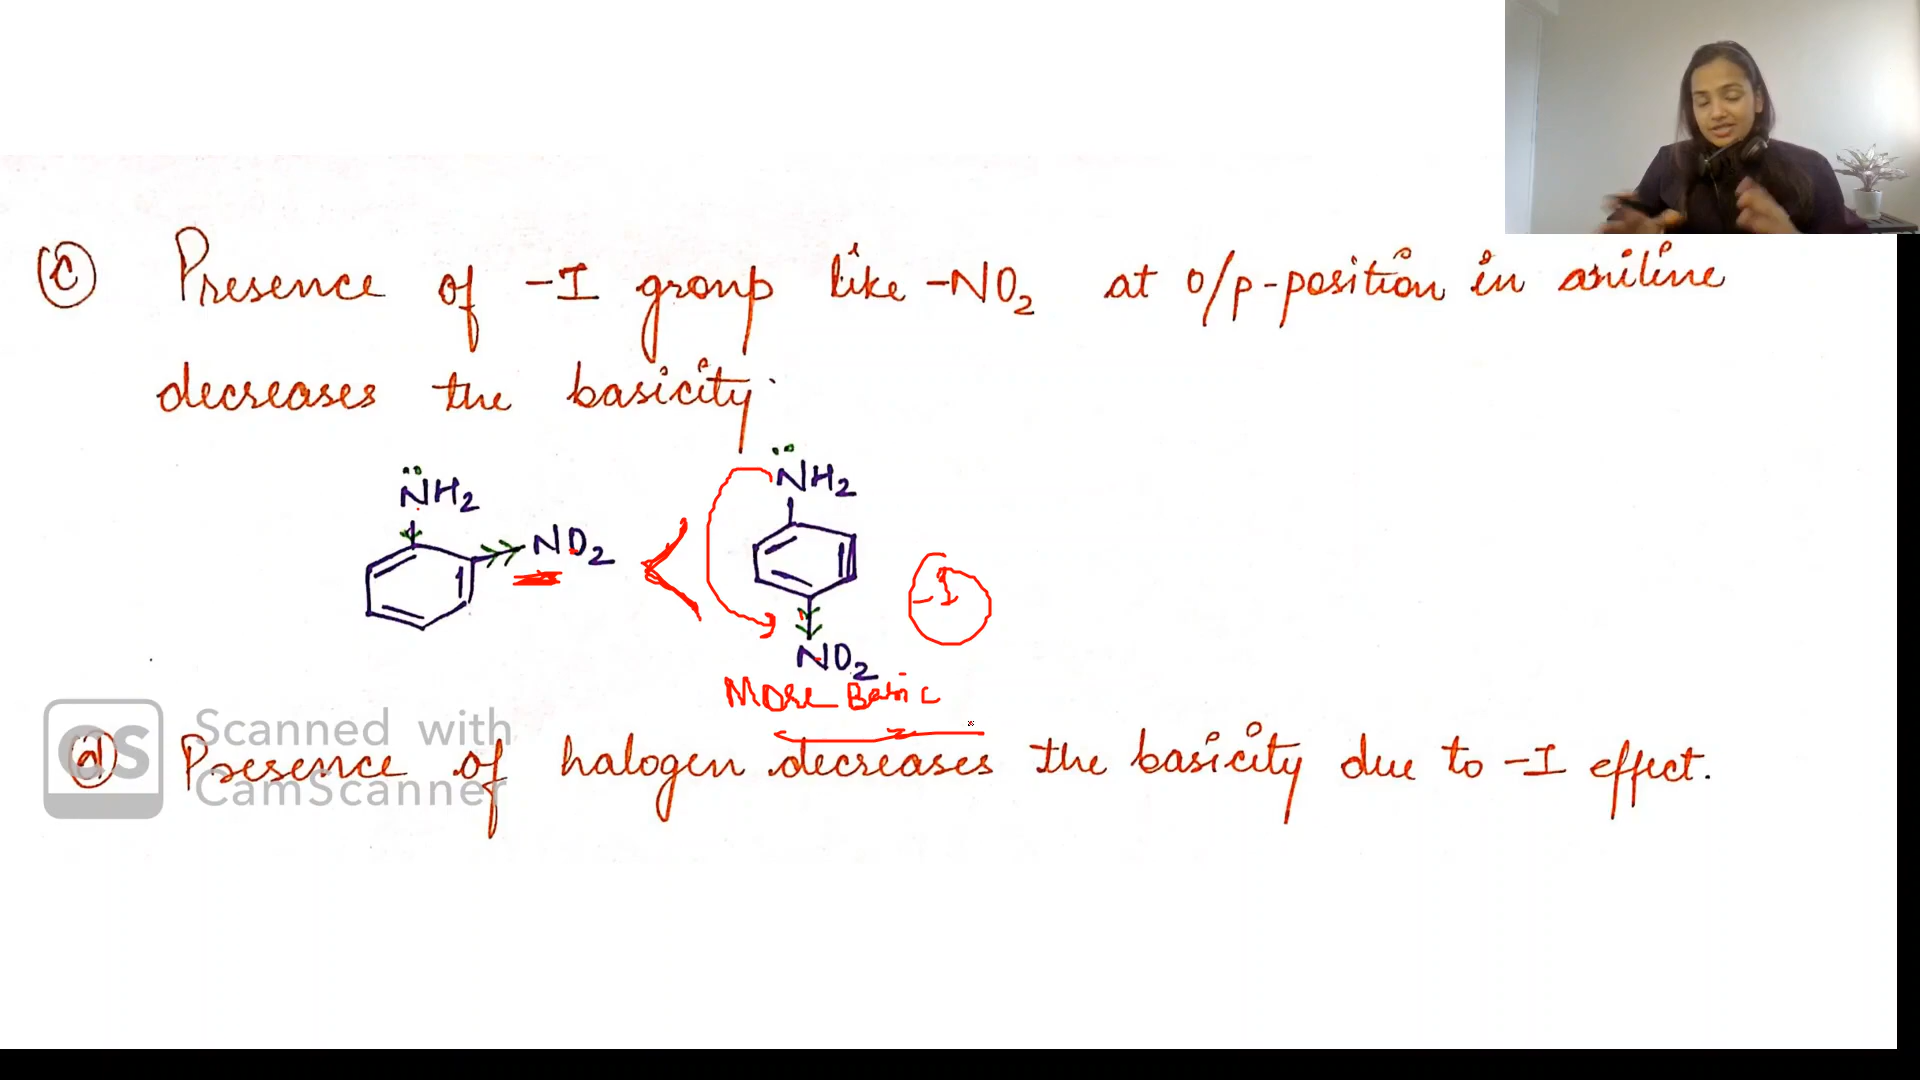 (c) Presence of -I group like -NO2 at o/p-position in aniline
decreases the basicity.
NH2
NO2
<
NH2
-I
NO2
More Basic
Scanned with
CamScanner
CS
(d) Presence of halogen decreases the basicity due to -I effect.